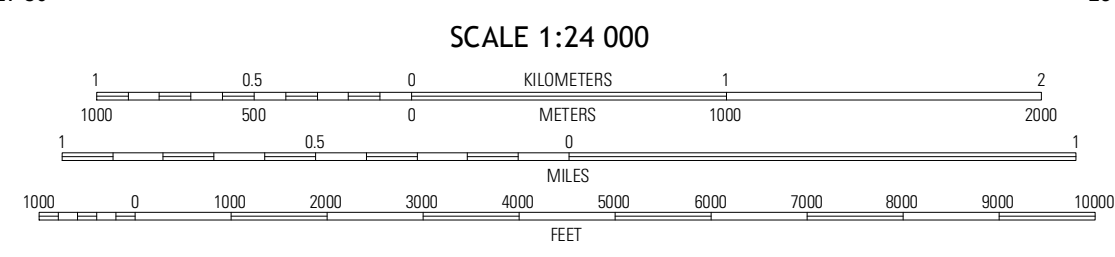 SCALE 1:24 000
1 0.5 0 KILOMETERS 1 2
1000 500 0 METERS 1000 2000
1 0.5 0 1
MILES
1000 0 1000 2000 3000 4000 5000 6000 7000 8000 9000 10000
FEET